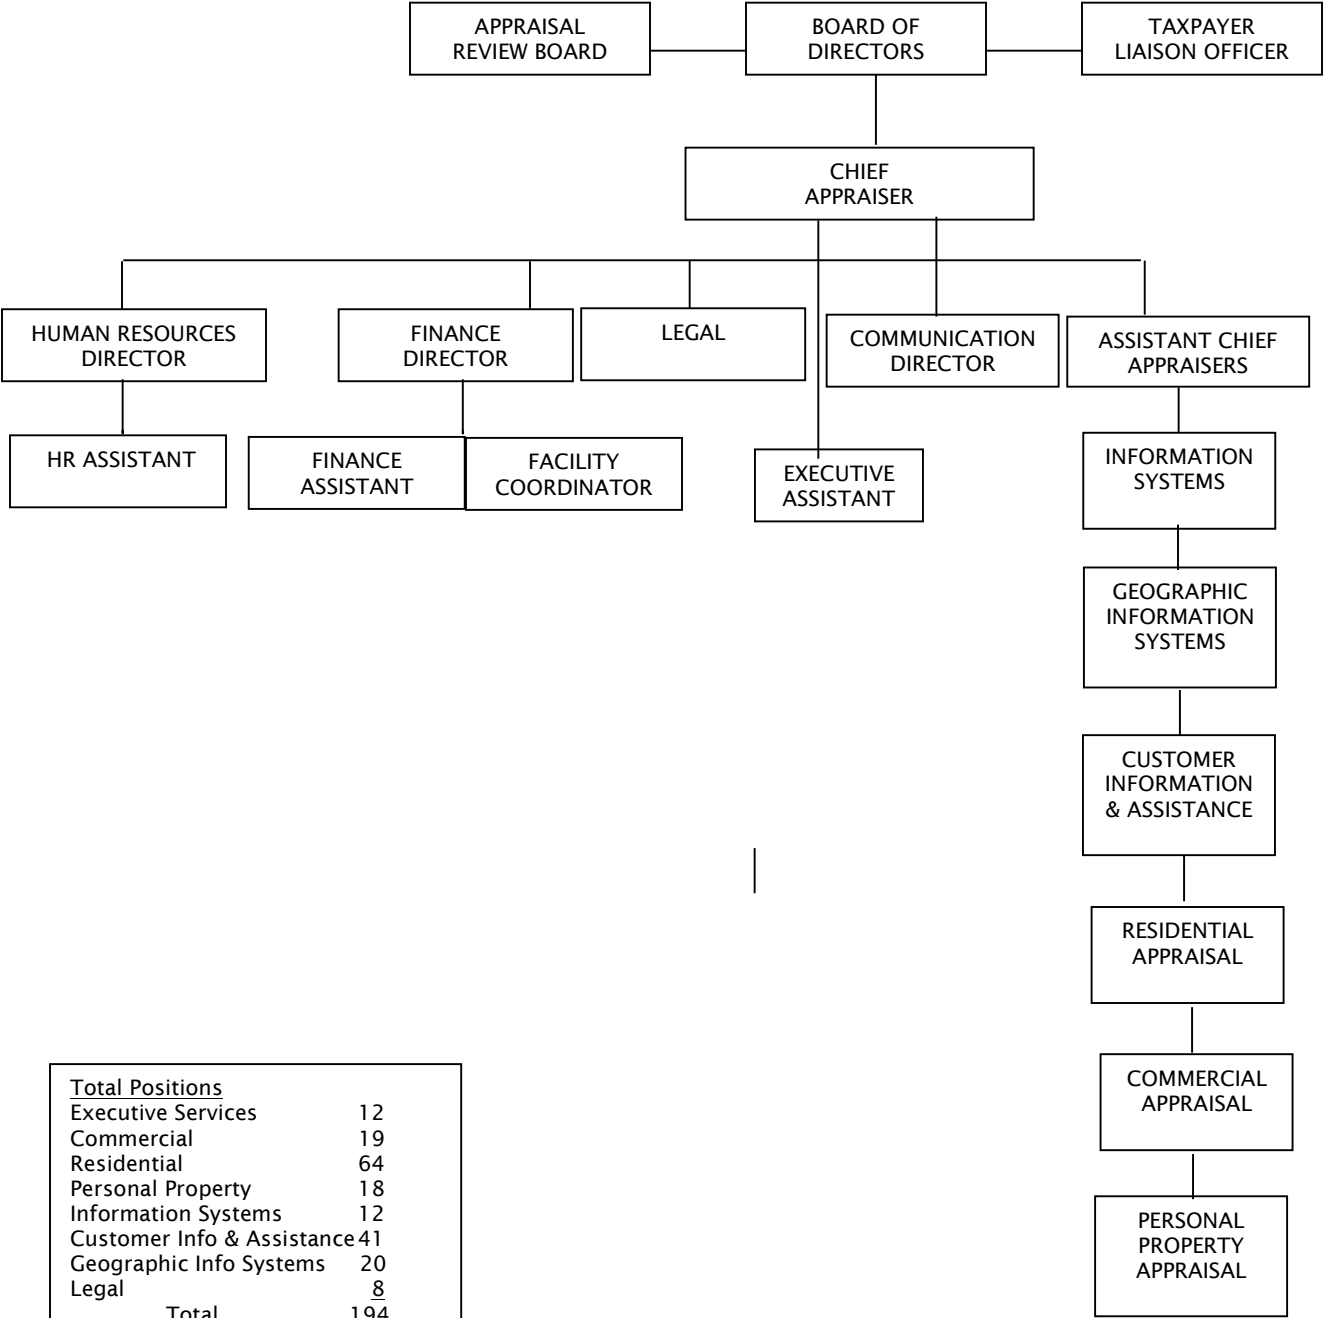 APPRAISAL
REVIEW BOARD
BOARD OF
DIRECTORS
TAXPAYER
LIAISON OFFICER
CHIEF
APPRAISER
HUMAN RESOURCES
DIRECTOR
FINANCE
DIRECTOR
LEGAL
COMMUNICATION
DIRECTOR
ASSISTANT CHIEF
APPRAISERS
HR ASSISTANT
FINANCE
ASSISTANT
FACILITY
COORDINATOR
EXECUTIVE
ASSISTANT
INFORMATION
SYSTEMS
GEOGRAPHIC
INFORMATION
SYSTEMS
CUSTOMER
INFORMATION
& ASSISTANCE
RESIDENTIAL
APPRAISAL
COMMERCIAL
APPRAISAL
PERSONAL
PROPERTY
APPRAISAL
Total Positions
Executive Services 12
Commercial 19
Residential 64
Personal Property 18
Information Systems 12
Customer Info & Assistance 41
Geographic Info Systems 20
Legal 8
Total 194